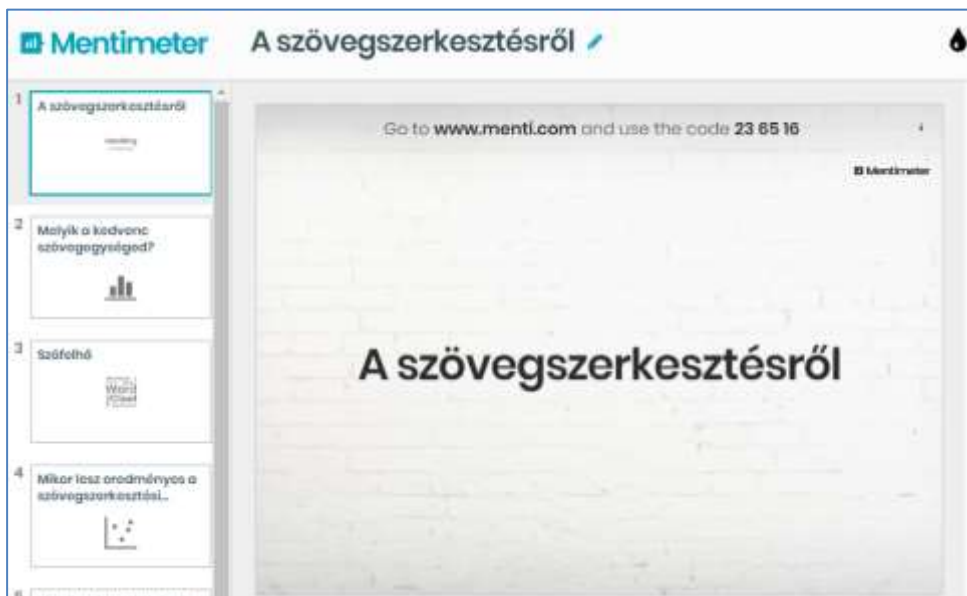 Mentimeter
A szövegszerkesztésről
1
A szövegszerkesztésről
2
Melyik a kedvenc
szövegegységed?
3
Szófelhő
Word
4
Mikor lesz eredményes a
szövegszerkesztési...
5
Go to www.menti.com and use the code 23 65 16
Mentimeter
A szövegszerkesztésről